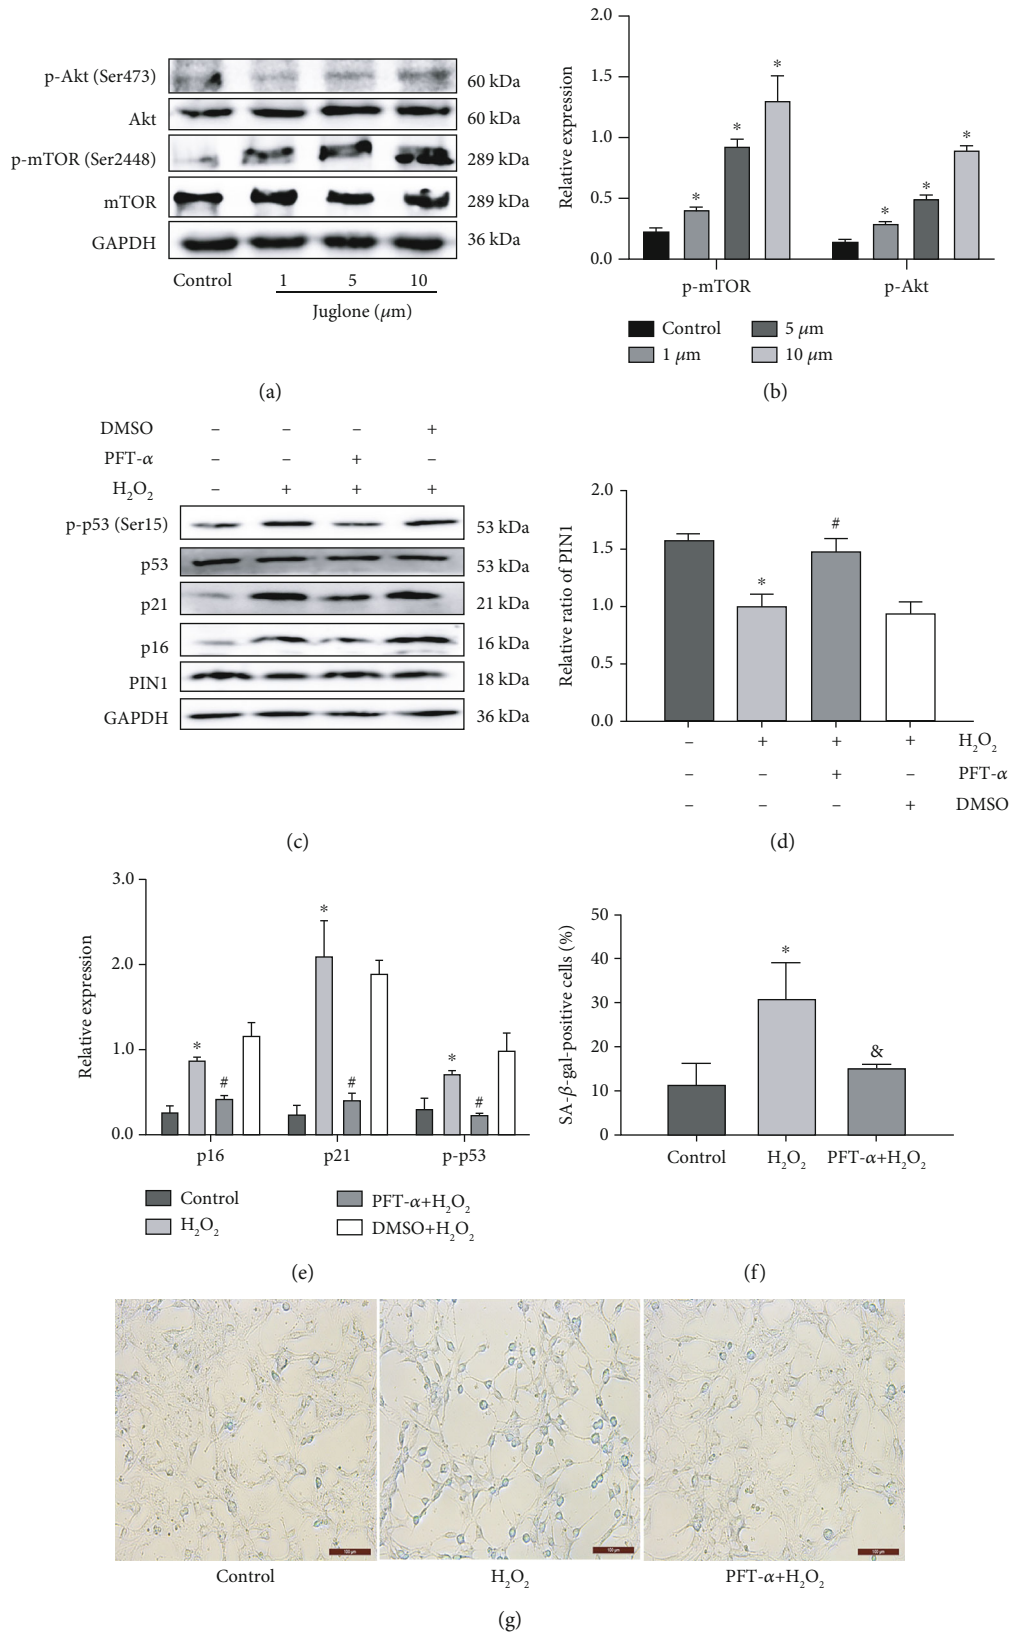 p-Akt (Ser473) 60 kDa
Akt 60 kDa
p-mTOR (Ser2448) 289 kDa
mTOR 289 kDa
GAPDH 36 kDa
Control 1 5 10
Juglone (μm)
(a)
2.0
1.5
1.0
0.5
0.0
Relative expression
* * * * * *
p-mTOR p-Akt
Control 5 μm
1 μm 10 μm
(b)
DMSO – – – +
PFT-α – – + –
H₂O₂ – + + +
p-p53 (Ser15) 53 kDa
p53 53 kDa
p21 21 kDa
p16 16 kDa
PIN1 18 kDa
GAPDH 36 kDa
(c)
2.0
1.5
1.0
0.5
0.0
Relative ratio of PIN1
* #
– + + + H₂O₂
– – + – PFT-α
– – – + DMSO
(d)
3.0
2.0
1.0
0.0
Relative expression
* # * # * #
p16 p21 p-p53
Control PFT-α+H₂O₂
H₂O₂ DMSO+H₂O₂
(e)
50
40
30
20
10
0
SA-β-gal-positive cells (%)
* &
Control H₂O₂ PFT-α+H₂O₂
(f)
100 μm 100 μm 100 μm
Control H₂O₂ PFT-α+H₂O₂
(g)